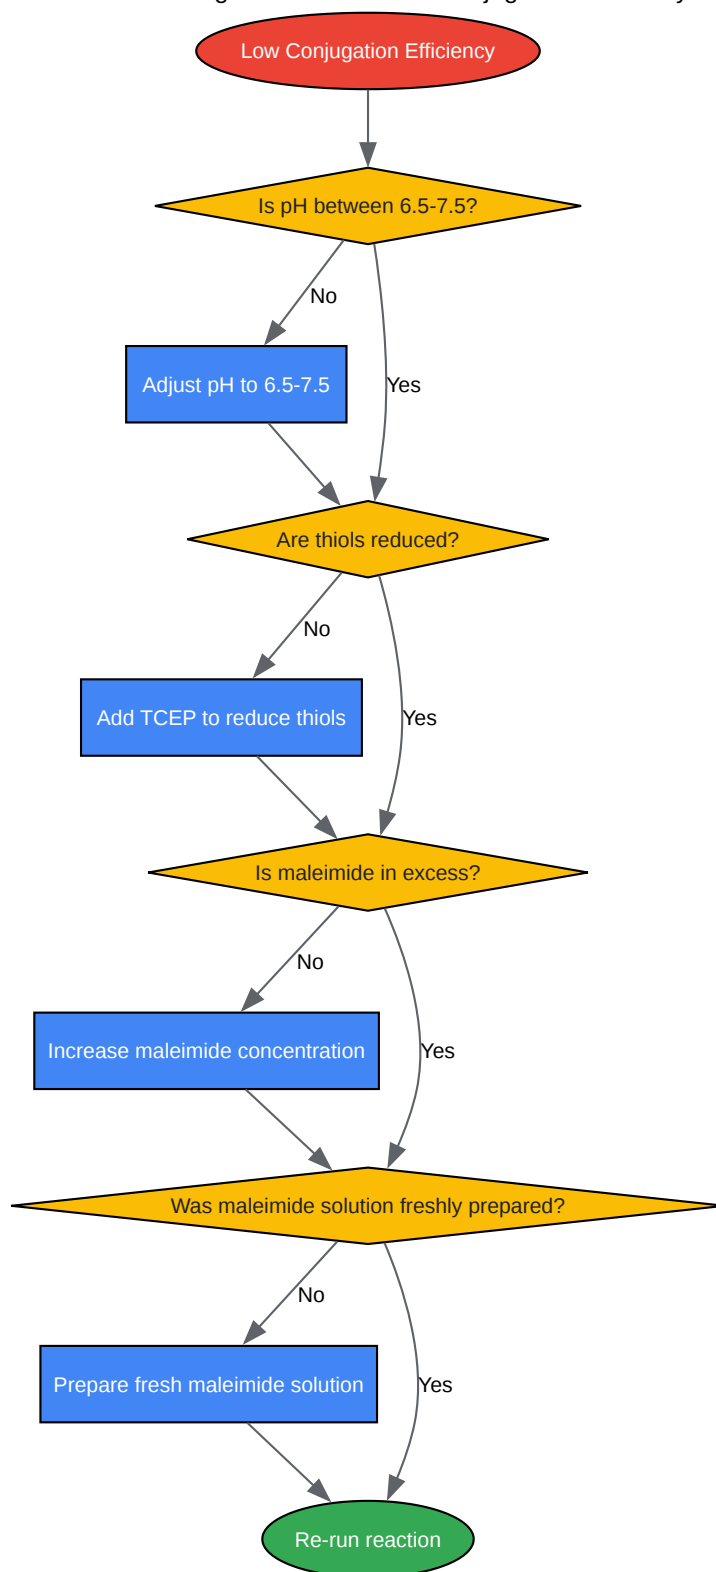 Low Conjugation Efficiency
Is pH between 6.5-7.5?
No
Adjust pH to 6.5-7.5
Yes
Are thiols reduced?
No
Add TCEP to reduce thiols
Yes
Is maleimide in excess?
No
Increase maleimide concentration
Yes
Was maleimide solution freshly prepared?
No
Prepare fresh maleimide solution
Yes
Re-run reaction